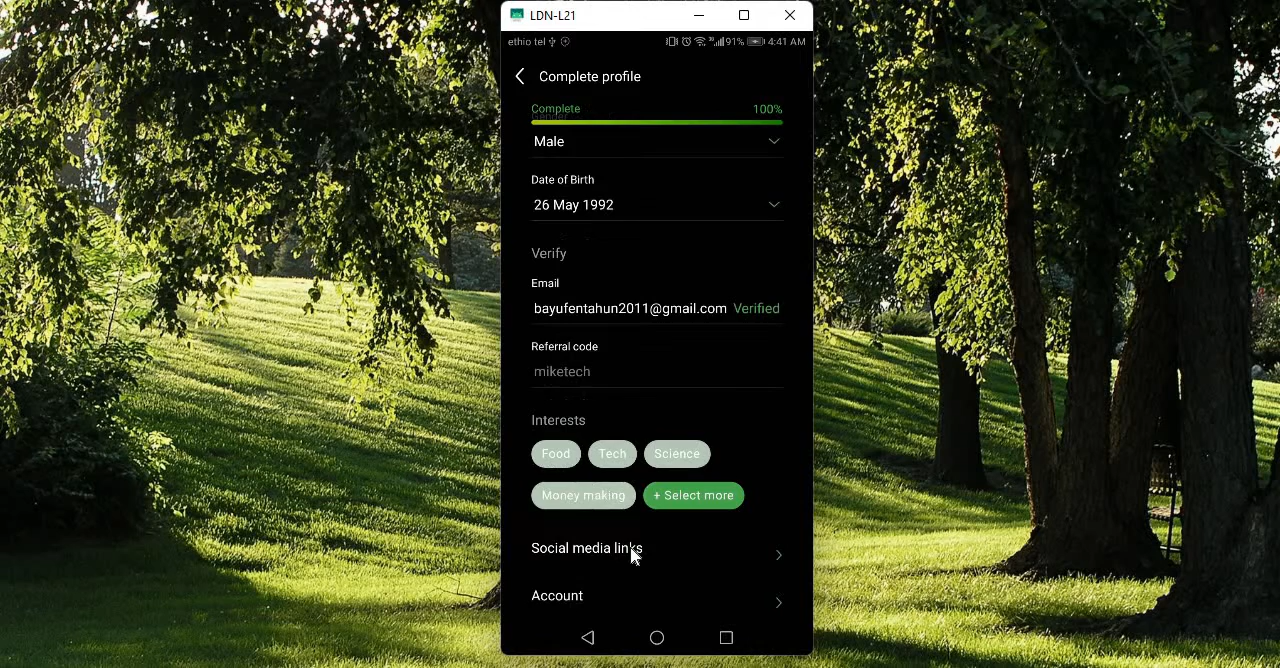 LDN-L21
ethio tel 91% 4:41 AM
Complete profile
Complete 100%
Gender
Male
Date of Birth
26 May 1992
Verify
Email
bayufentahun2011@gmail.com Verified
Referral code
miketech
Interests
Food Tech Science
Money making + Select more
Social media links
Account